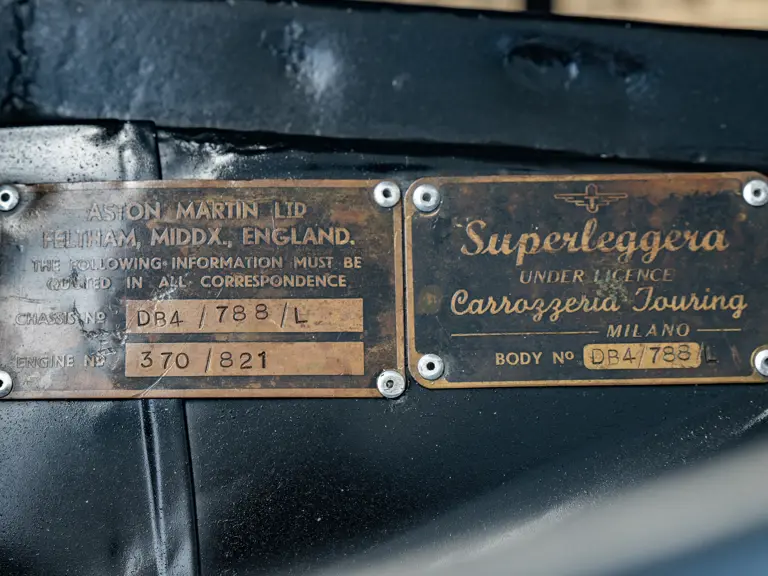 ASTON MARTIN LTD
FELTHAM, MIDDX., ENGLAND.
THE FOLLOWING INFORMATION MUST BE
QUOTED IN ALL CORRESPONDENCE
CHASSIS NO DB4/788/L
ENGINE NO 370/821
Superleggera
UNDER LICENCE
Carrozzeria Touring
MILANO
BODY NO DB4/788/L